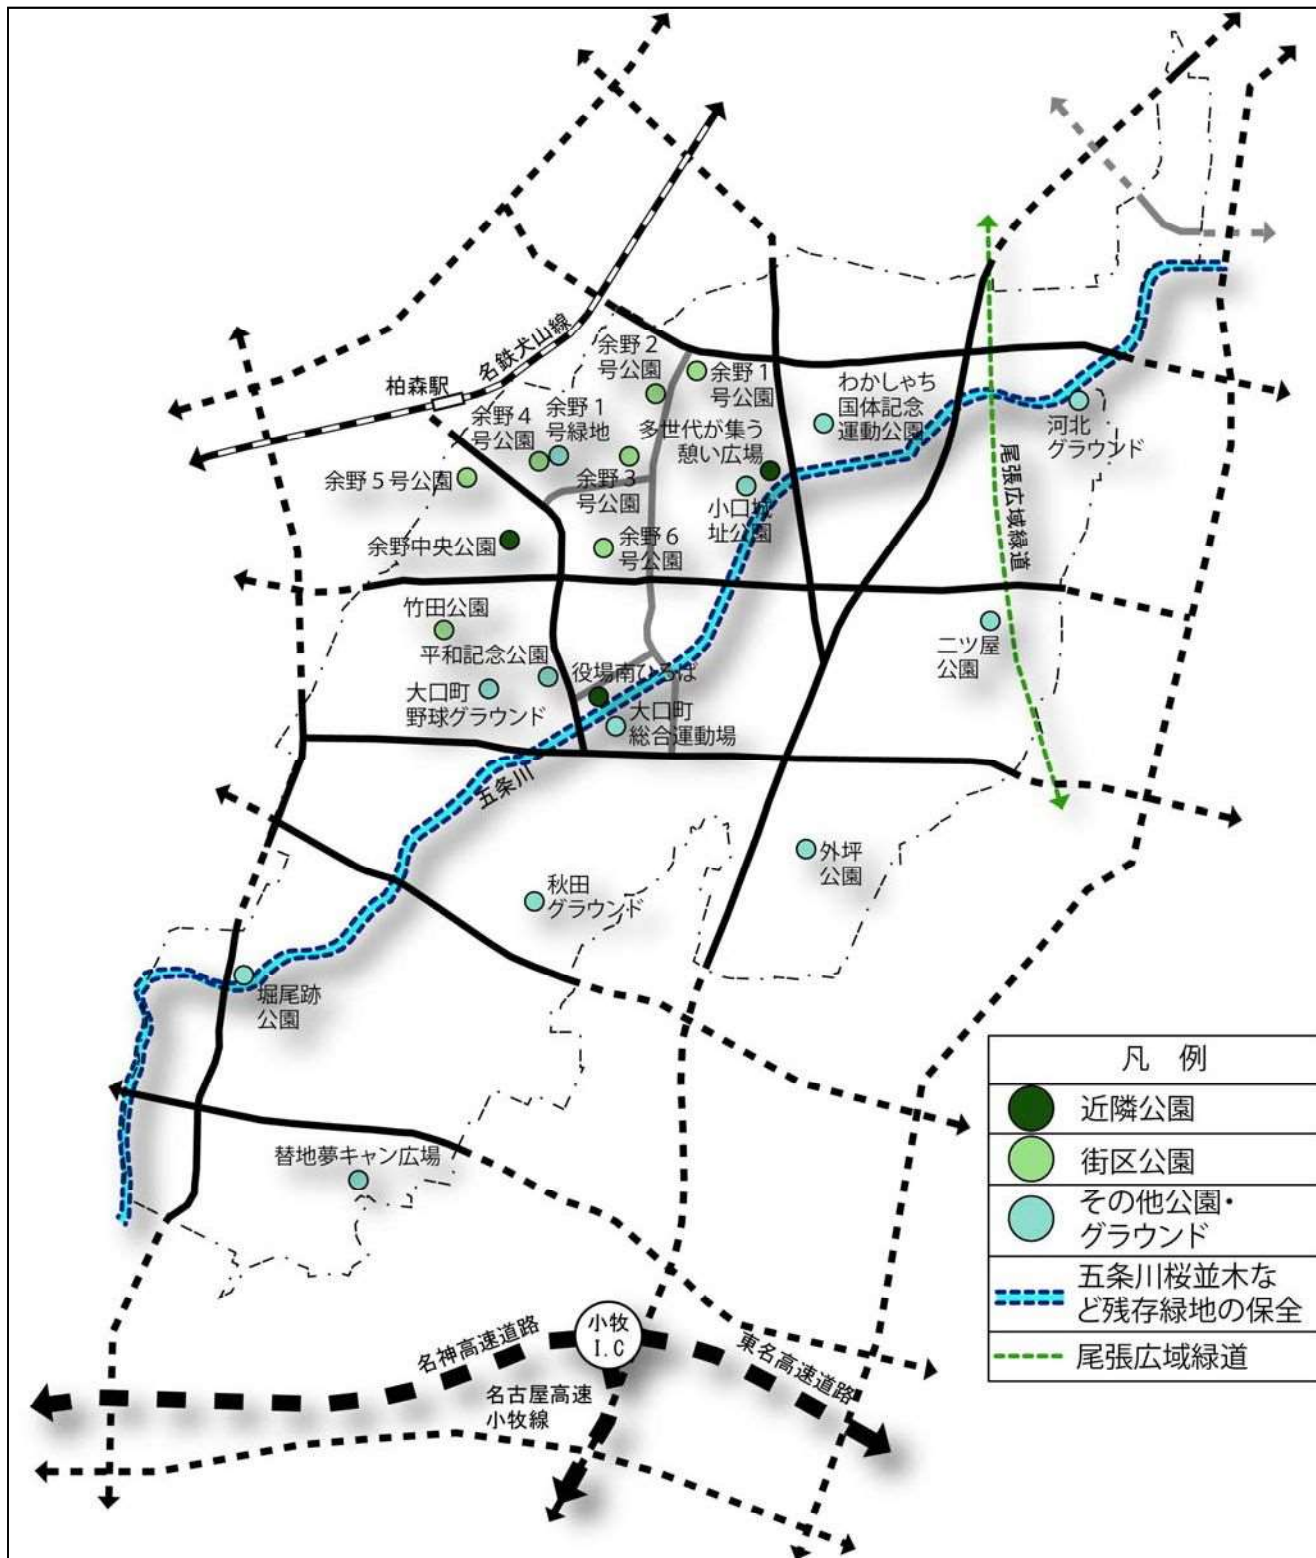 名鉄犬山線
柏森駅
余野２
号公園
余野１
号公園
わかしゃち
国体記念
運動公園
余野４
号公園
余野１
号緑地
多世代が集う
憩い広場
河北
グラウンド
余野５号公園
余野３
号公園
小口城
址公園
尾張広域緑道
余野中央公園
余野６
号公園
竹田公園
平和記念公園
役場南ひろば
二ツ屋
公園
大口町
野球グラウンド
大口町
総合運動場
五条川
外坪
公園
秋田
グラウンド
堀尾跡
公園
替地夢キャン広場
凡 例
近隣公園
街区公園
その他公園・
グラウンド
五条川桜並木な
ど残存緑地の保全
尾張広域緑道
小牧
I.C
名神高速道路
東名高速道路
名古屋高速
小牧線